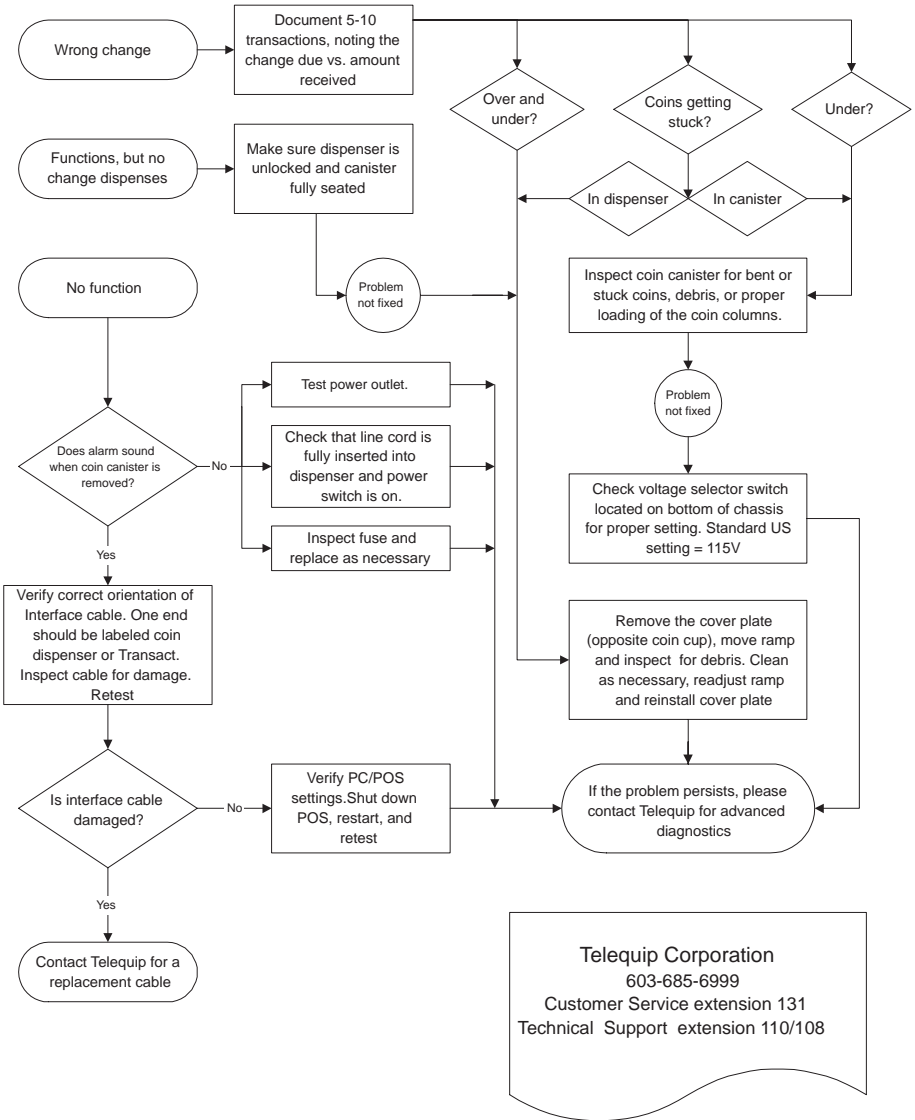 Wrong change
Document 5-10
transactions, noting the
change due vs. amount
received
Over and
under?
Coins getting
stuck?
Under?
Functions, but no
change dispenses
Make sure dispenser is
unlocked and canister
fully seated
In dispenser
In canister
No function
Problem
not fixed
Inspect coin canister for bent or
stuck coins, debris, or proper
loading of the coin columns.
Problem
not fixed
Does alarm sound
when coin canister is
removed?
No
Test power outlet.
Check that line cord is
fully inserted into
dispenser and power
switch is on.
Inspect fuse and
replace as necessary
Check voltage selector switch
located on bottom of chassis
for proper setting. Standard US
setting = 115V
Yes
Verify correct orientation of
Interface cable. One end
should be labeled coin
dispenser or Transact.
Inspect cable for damage.
Retest
Remove the cover plate
(opposite coin cup), move ramp
and inspect for debris. Clean
as necessary, readjust ramp
and reinstall cover plate
Is interface cable
damaged?
No
Verify PC/POS
settings.Shut down
POS, restart, and
retest
If the problem persists, please
contact Telequip for advanced
diagnostics
Yes
Contact Telequip for a
replacement cable
Telequip Corporation
603-685-6999
Customer Service extension 131
Technical Support extension 110/108